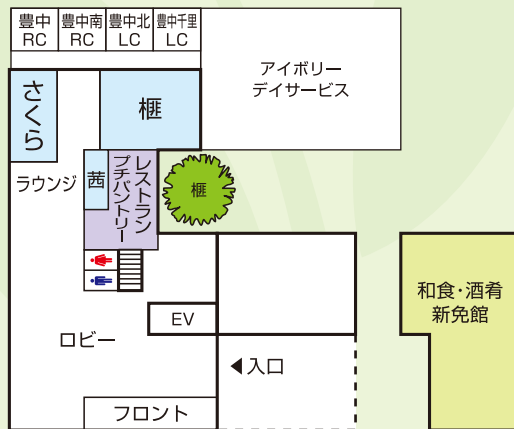 豊中
RC
豊中南
RC
豊中北
LC
豊中千里
LC
アイボリー
デイサービス
さくら
榧
ラウンジ
茜
レストラン
プチパントリー
榧
和食・酒肴
新免館
EV
ロビー
◀入口
フロント